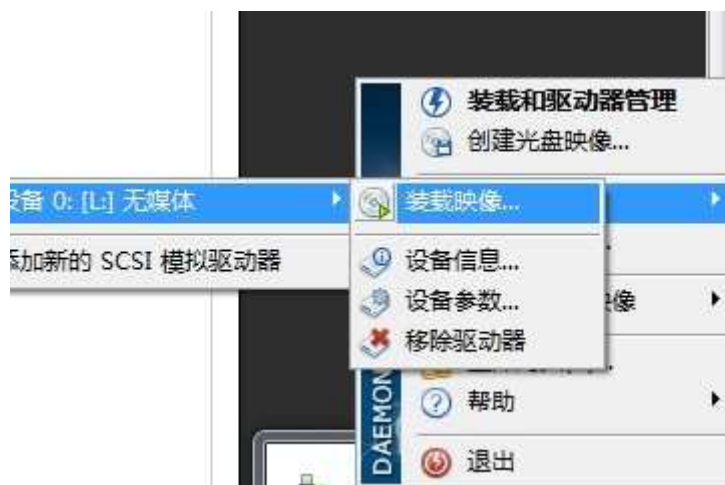 装载和驱动器管理
创建光盘映像...
设备 0: [L:] 无媒体
装载映像...
添加新的 SCSI 模拟驱动器
设备信息...
设备参数...
映像
移除驱动器
帮助
退出
DAEMON